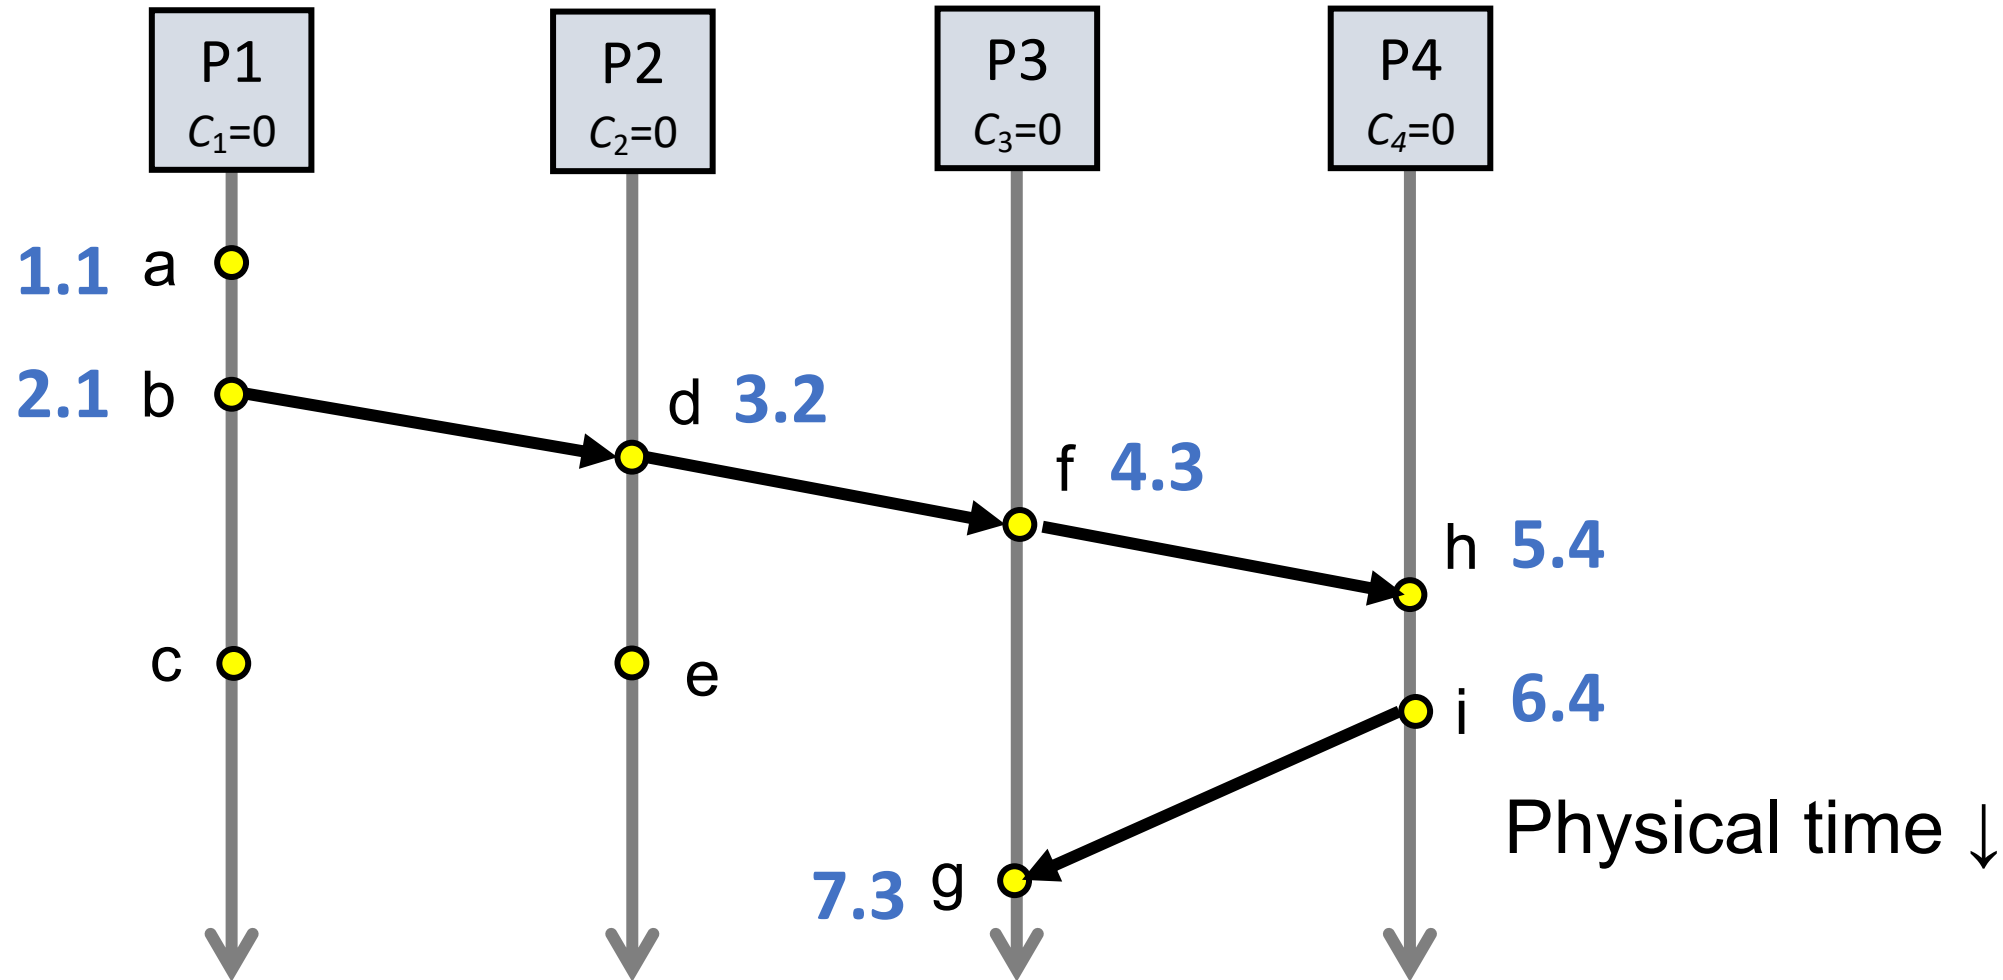 P1
C₁=0
P2
C₂=0
P3
C₃=0
P4
C₄=0
1.1 a
2.1 b
d 3.2
f 4.3
h 5.4
c
e
i 6.4
Physical time ↓
7.3 g